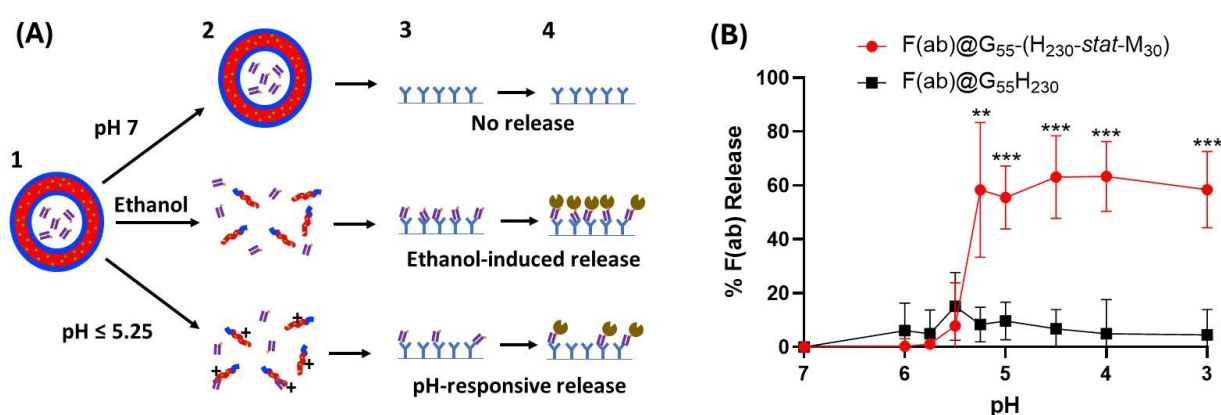 (A)
1
2
3
4
pH 7
No release
Ethanol
Ethanol-induced release
pH ≤ 5.25
+
+
+
+
+
pH-responsive release
(B)
F(ab)@G55-(H230-stat-M30)
F(ab)@G55H230
% F(ab) Release
100
80
60
40
20
0
**
***
***
***
***
7
6
5
4
3
pH